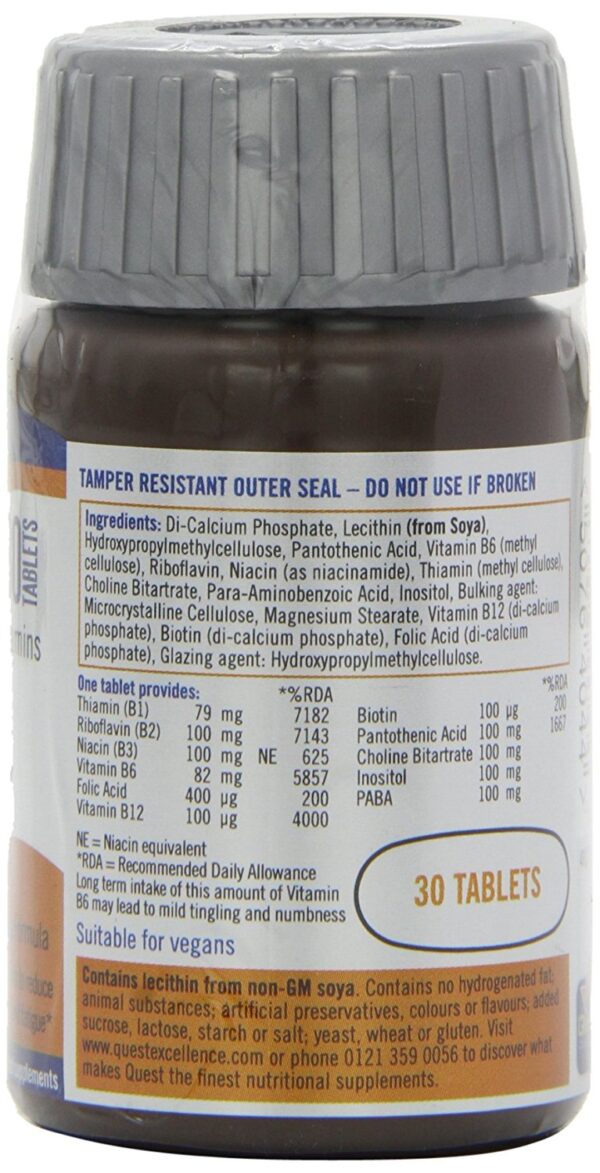 TAMPER RESISTANT OUTER SEAL – DO NOT USE IF BROKEN
Ingredients: Di-Calcium Phosphate, Lecithin (from Soya),
Hydroxypropylmethylcellulose, Pantothenic Acid, Vitamin B6 (methyl
cellulose), Riboflavin, Niacin (as niacinamide), Thiamin (methyl cellulose),
Choline Bitartrate, Para-Aminobenzoic Acid, Inositol, Bulking agent:
Microcrystalline Cellulose, Magnesium Stearate, Vitamin B12 (di-calcium
phosphate), Biotin (di-calcium phosphate), Folic Acid (di-calcium
phosphate), Glazing agent: Hydroxypropylmethylcellulose.
One tablet provides: *%RDA
Thiamin (B1) 79 mg 7182
Riboflavin (B2) 100 mg 7143
Niacin (B3) 100 mg NE 625
Vitamin B6 82 mg 5857
Folic Acid 400 µg 200
Vitamin B12 100 µg 4000
*%RDA
Biotin 100 µg 200
Pantothenic Acid 100 mg 1667
Choline Bitartrate 100 mg
Inositol 100 mg
PABA 100 mg
NE = Niacin equivalent
*RDA = Recommended Daily Allowance
Long term intake of this amount of Vitamin
B6 may lead to mild tingling and numbness
30 TABLETS
Suitable for vegans
Contains lecithin from non-GM soya. Contains no hydrogenated fat;
animal substances; artificial preservatives, colours or flavours; added
sucrose, lactose, starch or salt; yeast, wheat or gluten. Visit
www.questexcellence.com or phone 0121 359 0056 to discover what
makes Quest the finest nutritional supplements.
TABLETS